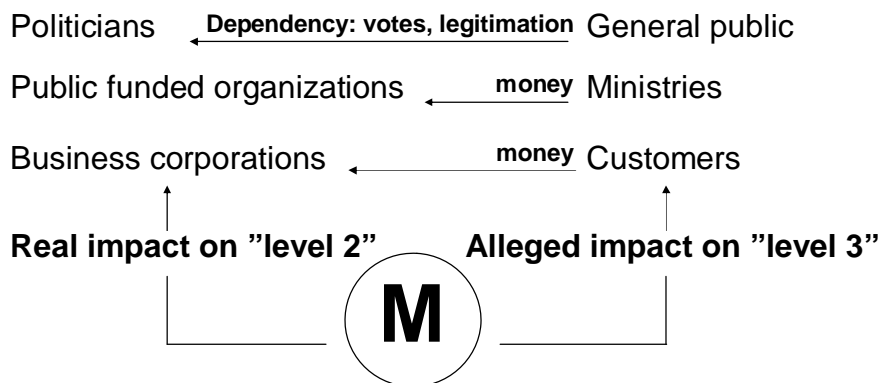 Politicians Dependency: votes, legitimation General public
Public funded organizations money Ministries
Business corporations money Customers
Real impact on ”level 2” Alleged impact on ”level 3”
M